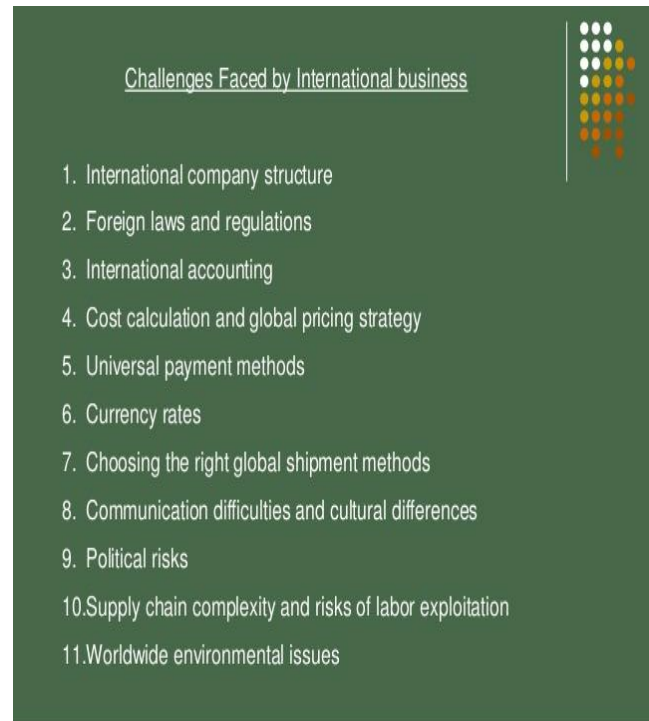 Challenges Faced by International business
1. International company structure
2. Foreign laws and regulations
3. International accounting
4. Cost calculation and global pricing strategy
5. Universal payment methods
6. Currency rates
7. Choosing the right global shipment methods
8. Communication difficulties and cultural differences
9. Political risks
10.Supply chain complexity and risks of labor exploitation
11.Worldwide environmental issues